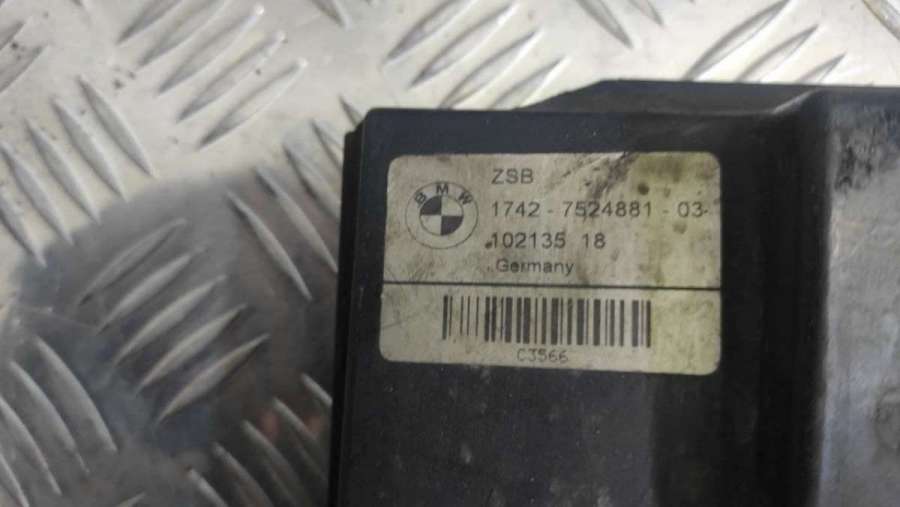 BMW
ZSB
1742 - 7524881 - 03
102135 18
Germany
C3566